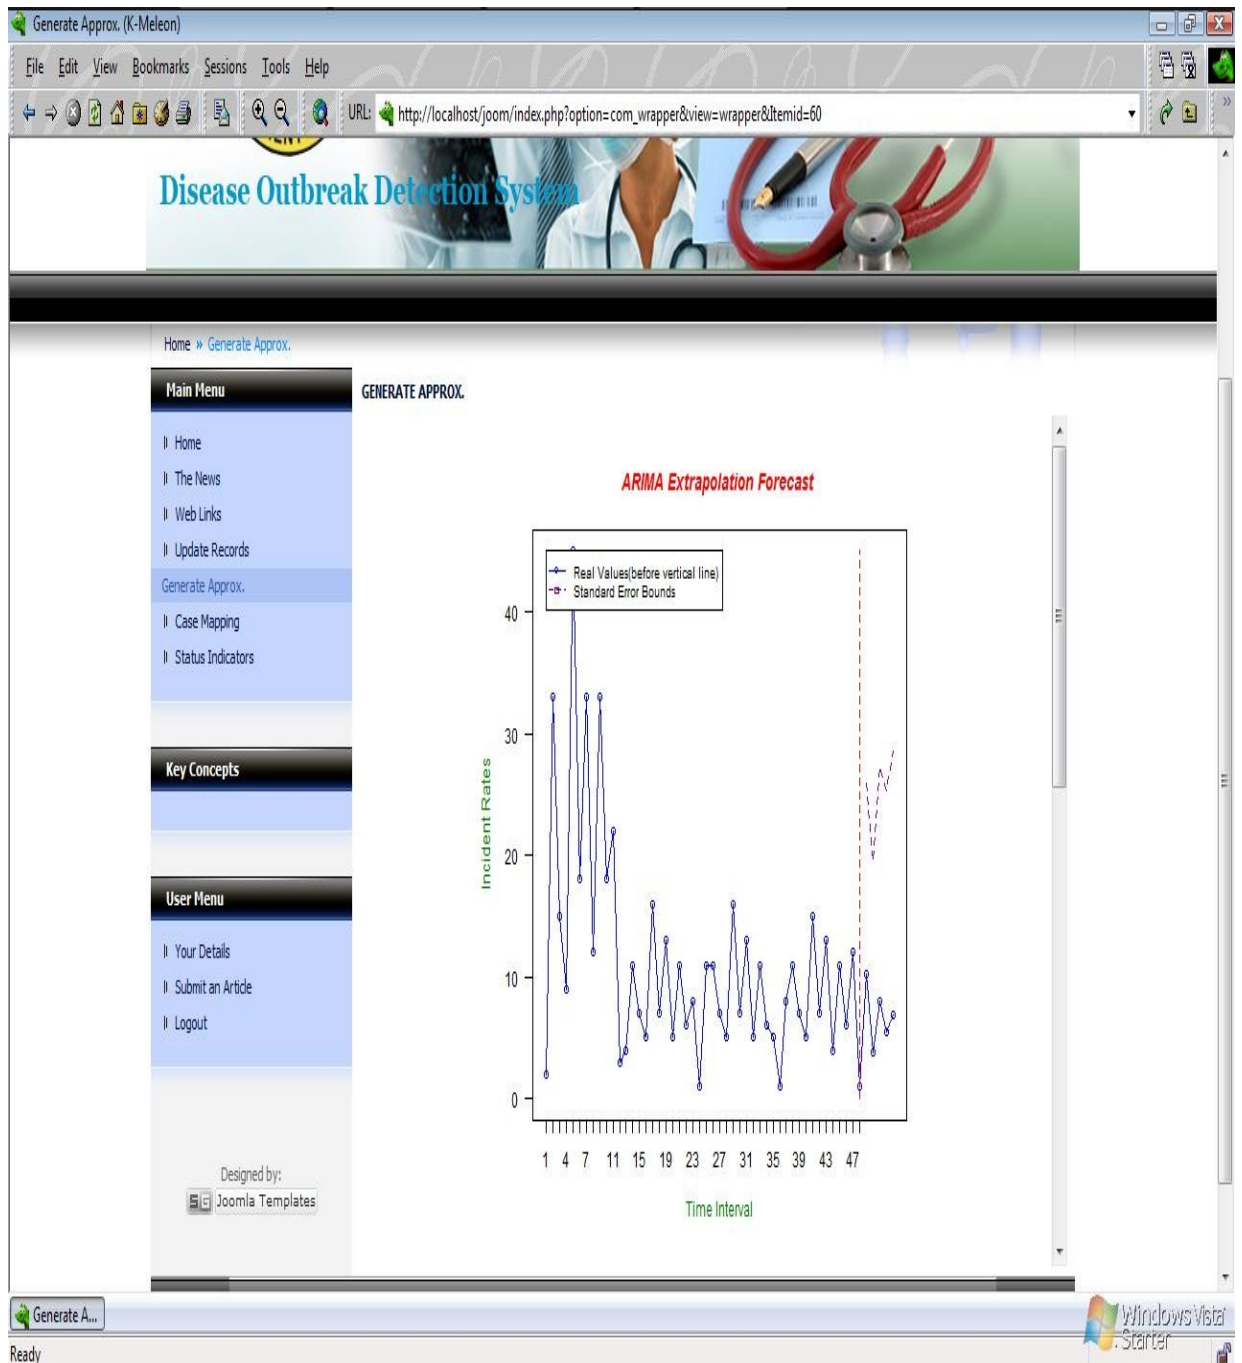 Generate Approx. (K-Meleon)
File Edit View Bookmarks Sessions Tools Help
URL: http://localhost/joom/index.php?option=com_wrapper&view=wrapper&Itemid=60
Disease Outbreak Detection System
Home » Generate Approx.
Main Menu
Home
The News
Web Links
Update Records
Generate Approx.
Case Mapping
Status Indicators
Key Concepts
User Menu
Your Details
Submit an Article
Logout
Designed by:
SG Joomla Templates
GENERATE APPROX.
ARIMA Extrapolation Forecast
Real Values(before vertical line)
Standard Error Bounds
Incident Rates
40
30
20
10
0
1 4 7 11 15 19 23 27 31 35 39 43 47
Time Interval
Generate A...
Windows Vista
Starter
Ready